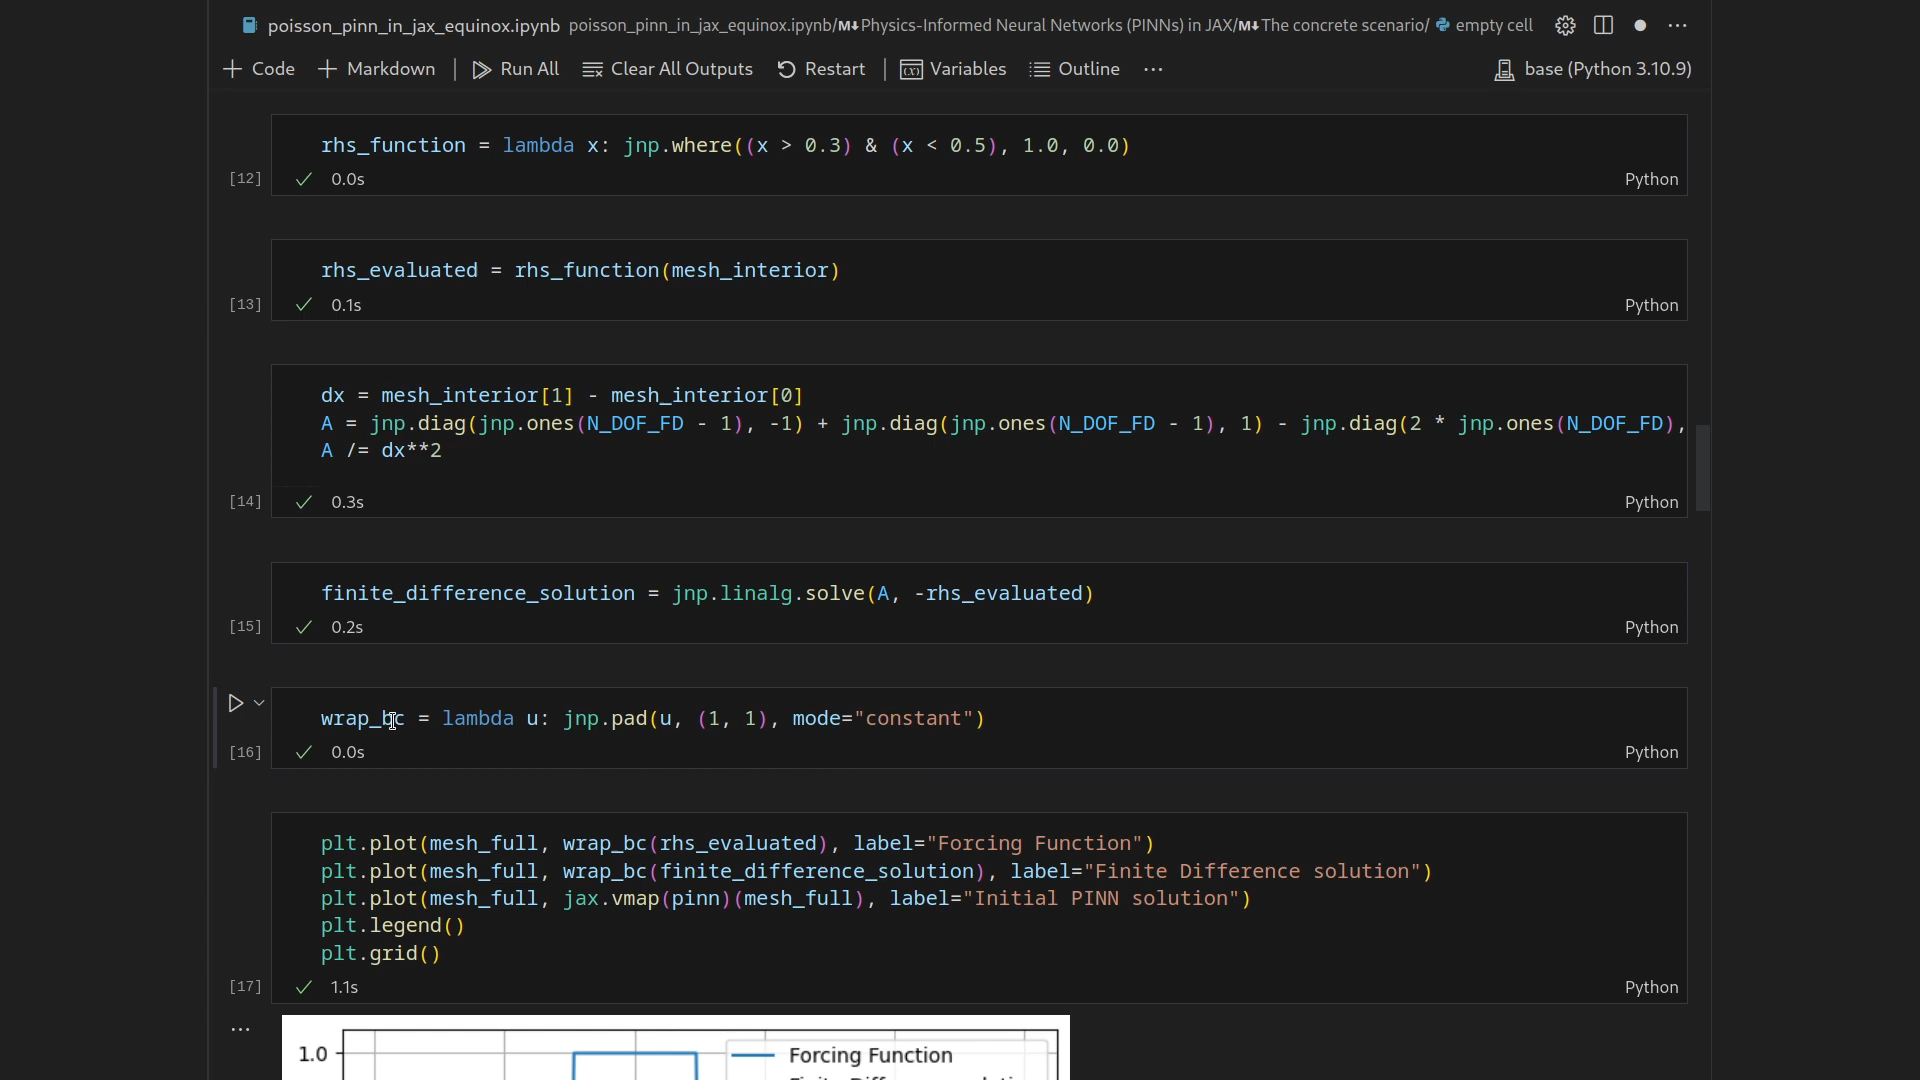 poisson_pinn_in_jax_equinox.ipynb poisson_pinn_in_jax_equinox.ipynb/M↓Physics-Informed Neural Networks (PINNs) in JAX/M↓The concrete scenario/ empty cell ...
+ Code + Markdown | Run All Clear All Outputs Restart | Variables Outline ... base (Python 3.10.9)
rhs_function = lambda x: jnp.where((x > 0.3) & (x < 0.5), 1.0, 0.0)
[12] ✓ 0.0s Python
rhs_evaluated = rhs_function(mesh_interior)
[13] ✓ 0.1s Python
dx = mesh_interior[1] - mesh_interior[0]
A = jnp.diag(jnp.ones(N_DOF_FD - 1), -1) + jnp.diag(jnp.ones(N_DOF_FD - 1), 1) - jnp.diag(2 * jnp.ones(N_DOF_FD),
A /= dx**2
[14] ✓ 0.3s Python
finite_difference_solution = jnp.linalg.solve(A, -rhs_evaluated)
[15] ✓ 0.2s Python
wrap_bc = lambda u: jnp.pad(u, (1, 1), mode="constant")
[16] ✓ 0.0s Python
plt.plot(mesh_full, wrap_bc(rhs_evaluated), label="Forcing Function")
plt.plot(mesh_full, wrap_bc(finite_difference_solution), label="Finite Difference solution")
plt.plot(mesh_full, jax.vmap(pinn)(mesh_full), label="Initial PINN solution")
plt.legend()
plt.grid()
[17] ✓ 1.1s Python
...
1.0 Forcing Function